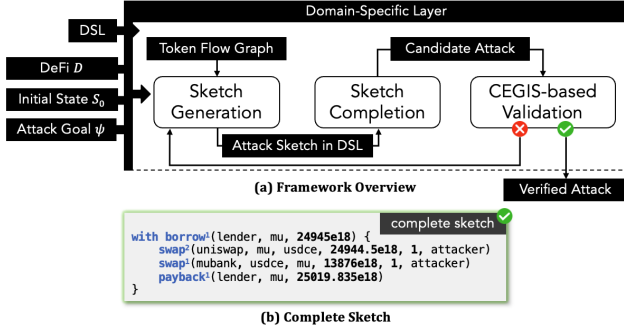 Domain-Specific Layer
DSL
DeFi D
Initial State S₀
Attack Goal ψ
Token Flow Graph
Candidate Attack
Sketch
Generation
Sketch
Completion
CEGIS-based
Validation
Attack Sketch in DSL
(a) Framework Overview
Verified Attack
complete sketch
with borrow¹(lender, mu, 24945e18) {
    swap²(uniswap, mu, usdce, 24944.5e18, 1, attacker)
    swap¹(mubank, usdce, mu, 13876e18, 1, attacker)
    payback¹(lender, mu, 25019.835e18)
}
(b) Complete Sketch